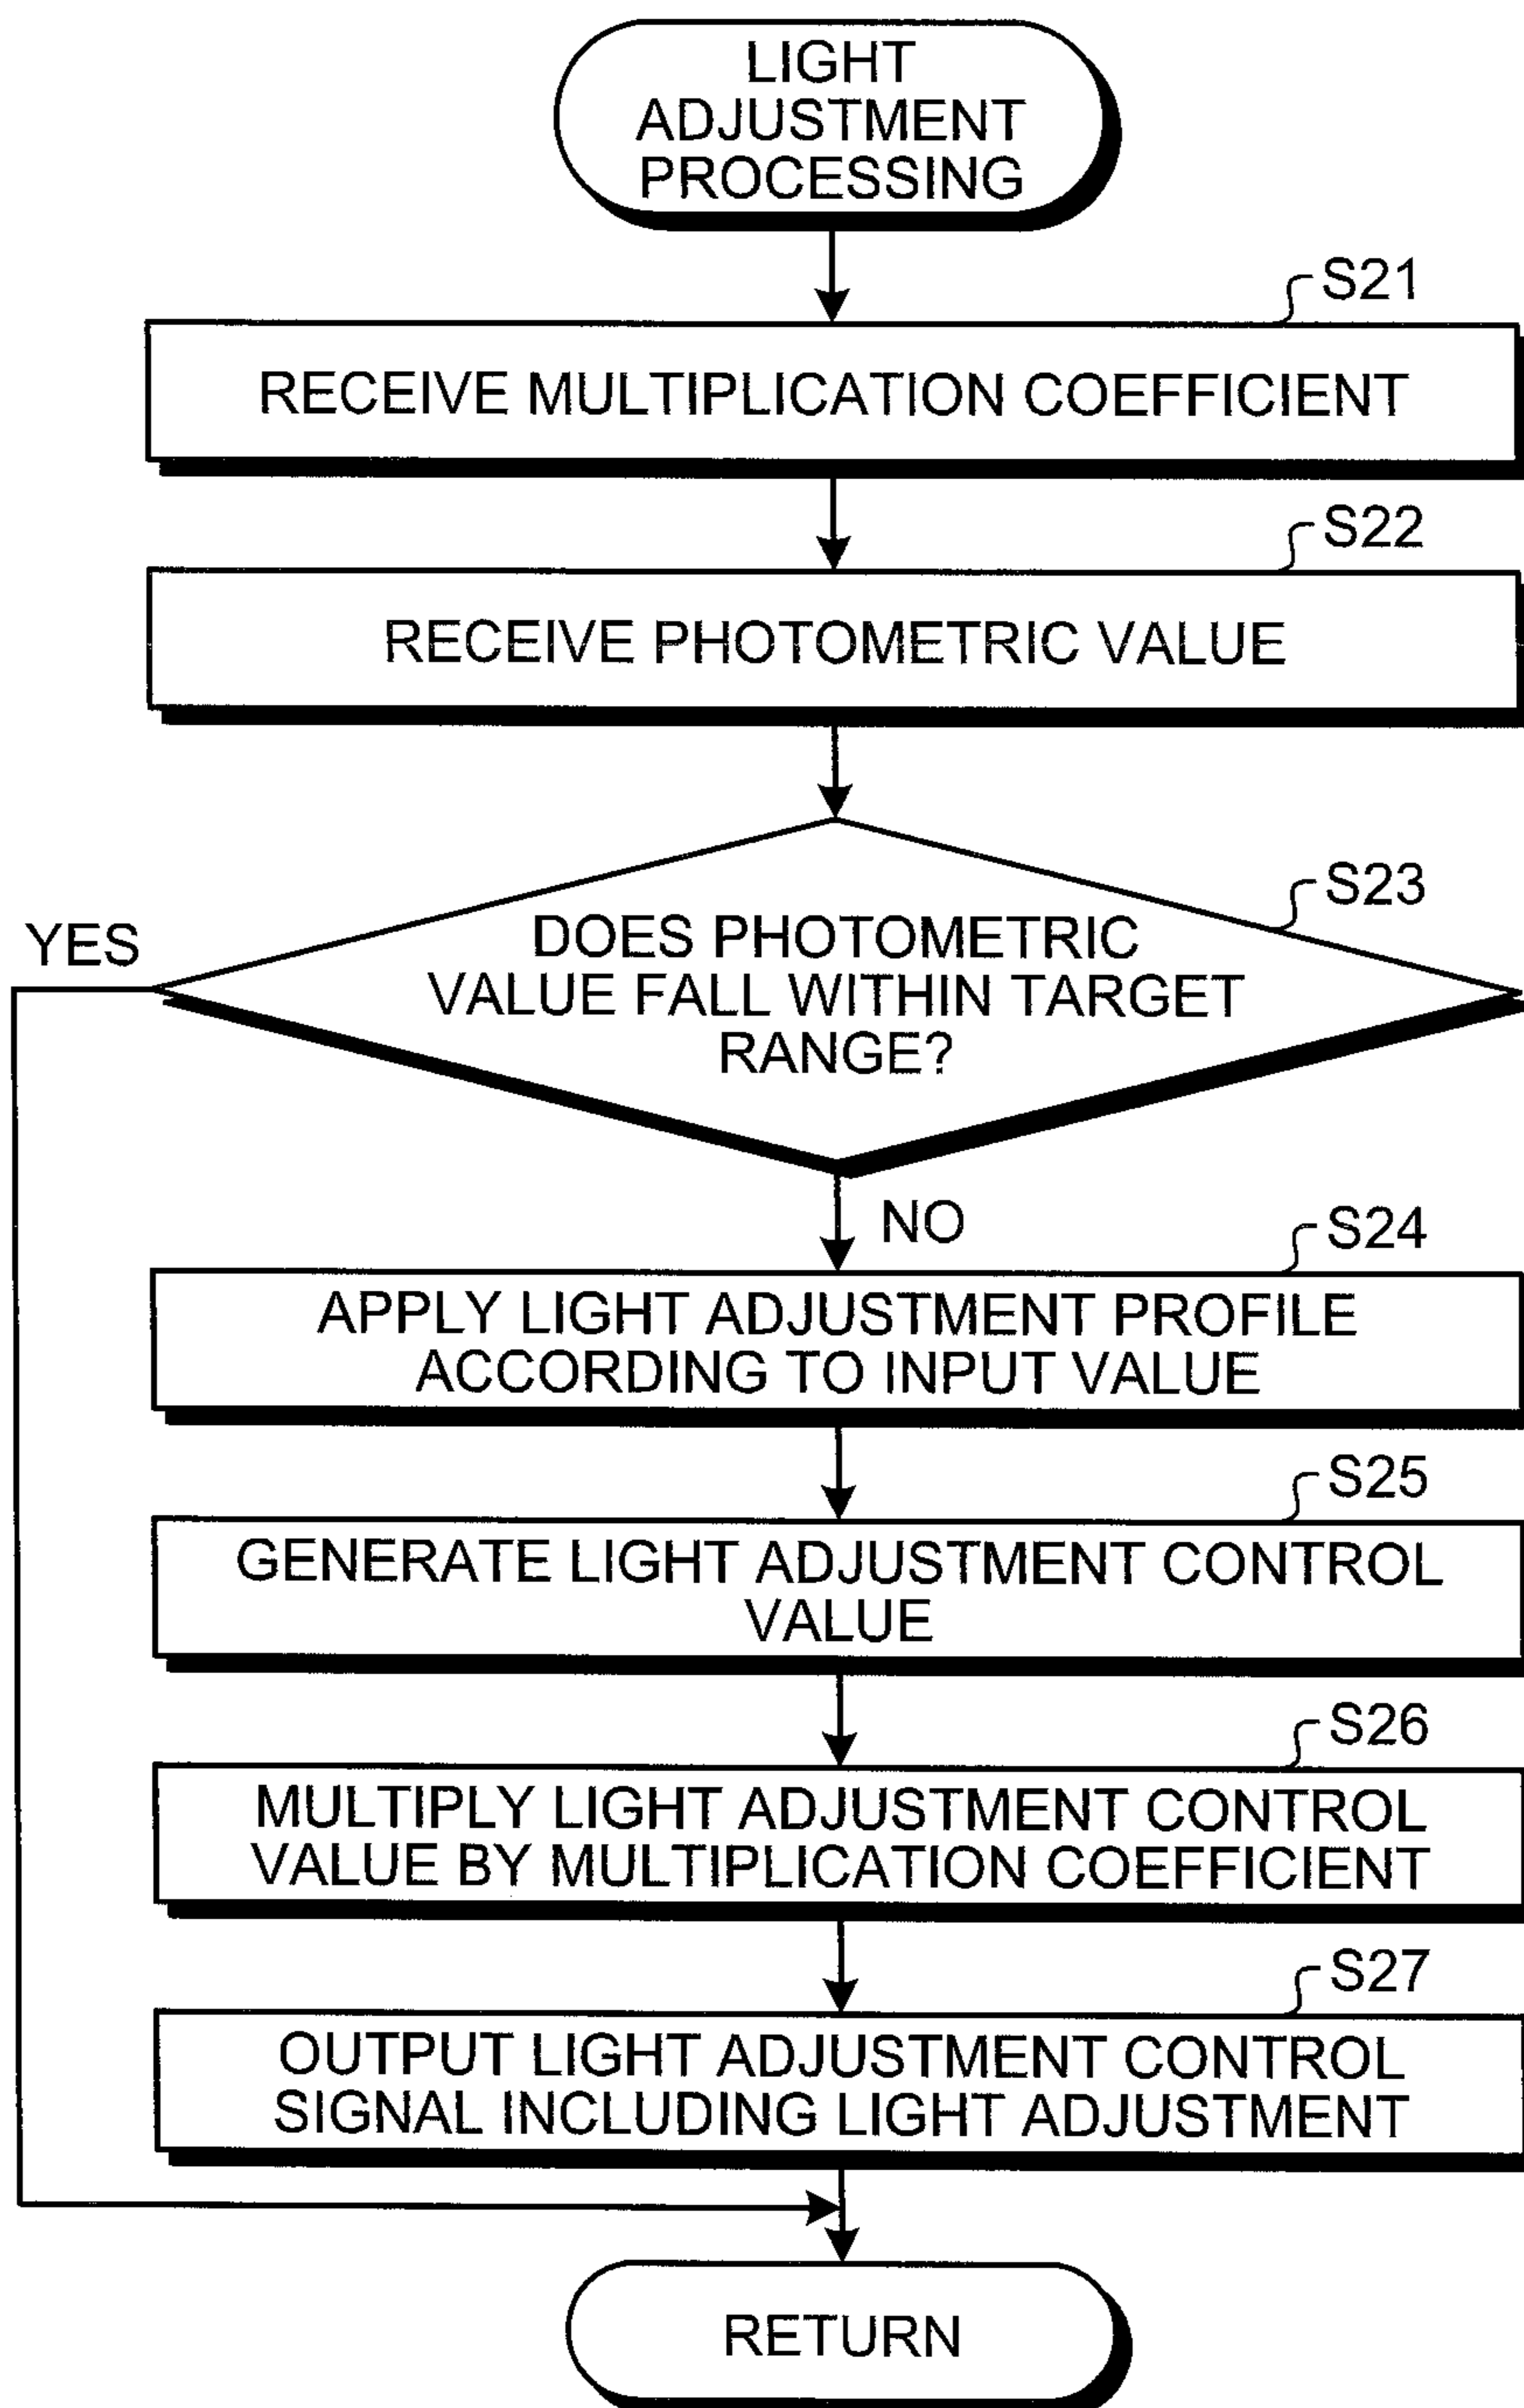 LIGHT
ADJUSTMENT
PROCESSING
S21
RECEIVE MULTIPLICATION COEFFICIENT
S22
RECEIVE PHOTOMETRIC VALUE
S23
YES
DOES PHOTOMETRIC
VALUE FALL WITHIN TARGET
RANGE?
NO
S24
APPLY LIGHT ADJUSTMENT PROFILE
ACCORDING TO INPUT VALUE
S25
GENERATE LIGHT ADJUSTMENT CONTROL
VALUE
S26
MULTIPLY LIGHT ADJUSTMENT CONTROL
VALUE BY MULTIPLICATION COEFFICIENT
S27
OUTPUT LIGHT ADJUSTMENT CONTROL
SIGNAL INCLUDING LIGHT ADJUSTMENT
RETURN